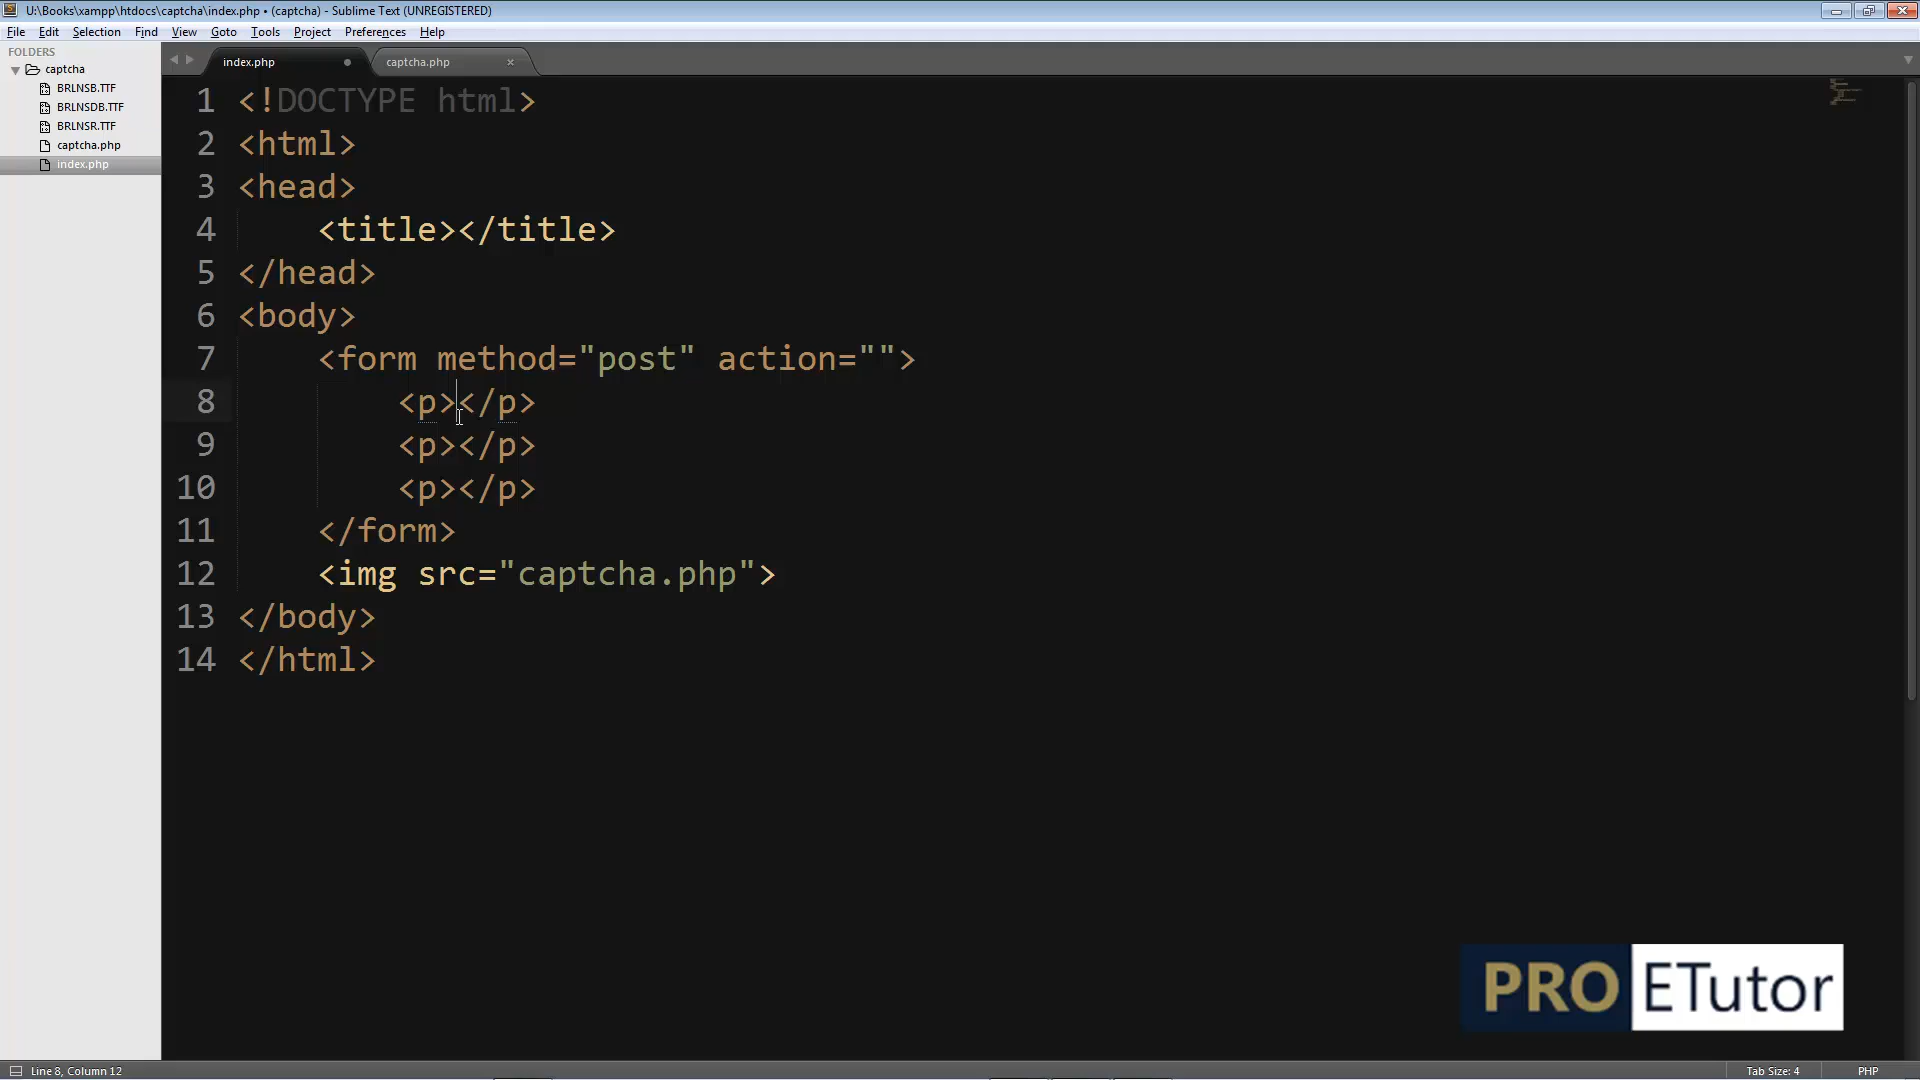 U:\Books\xampp\htdocs\captcha\index.php • (captcha) - Sublime Text (UNREGISTERED)
File Edit Selection Find View Goto Tools Project Preferences Help
FOLDERS
captcha
BRLNSB.TTF
BRLNSDB.TTF
BRLNSR.TTF
captcha.php
index.php
index.php captcha.php
1 <!DOCTYPE html>
2 <html>
3 <head>
4 <title></title>
5 </head>
6 <body>
7 <form method="post" action="">
8 <p></p>
9 <p></p>
10 <p></p>
11 </form>
12 <img src="captcha.php">
13 </body>
14 </html>
PRO ETutor
Line 8, Column 12 Tab Size: 4 PHP